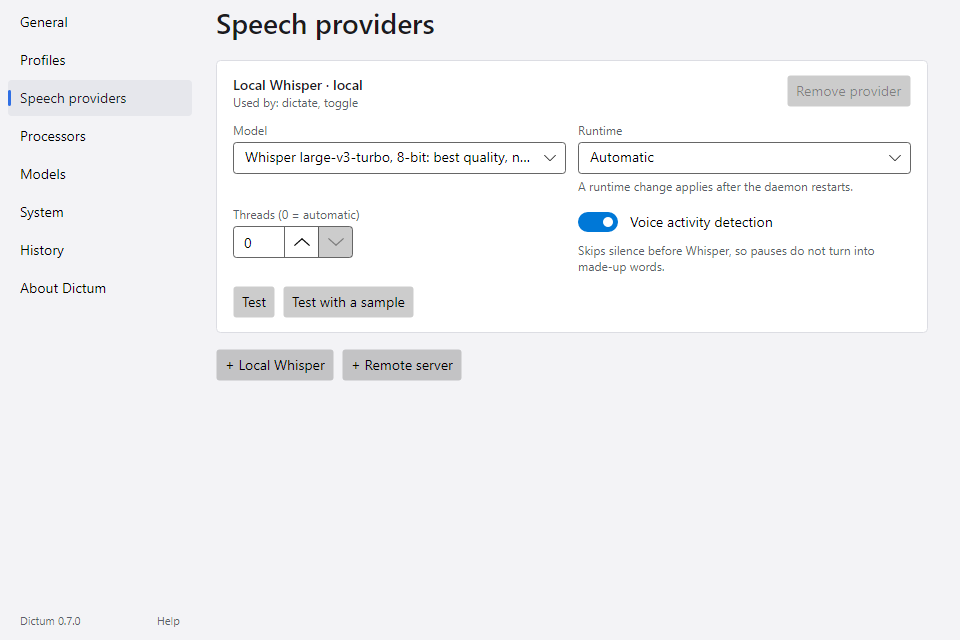 General
Profiles
Speech providers
Processors
Models
System
History
About Dictum
Dictum 0.7.0
Help
Speech providers
Local Whisper · local
Used by: dictate, toggle
Remove provider
Model
Whisper large-v3-turbo, 8-bit: best quality, n...
Runtime
Automatic
A runtime change applies after the daemon restarts.
Threads (0 = automatic)
0
Voice activity detection
Skips silence before Whisper, so pauses do not turn into
made-up words.
Test
Test with a sample
+ Local Whisper
+ Remote server